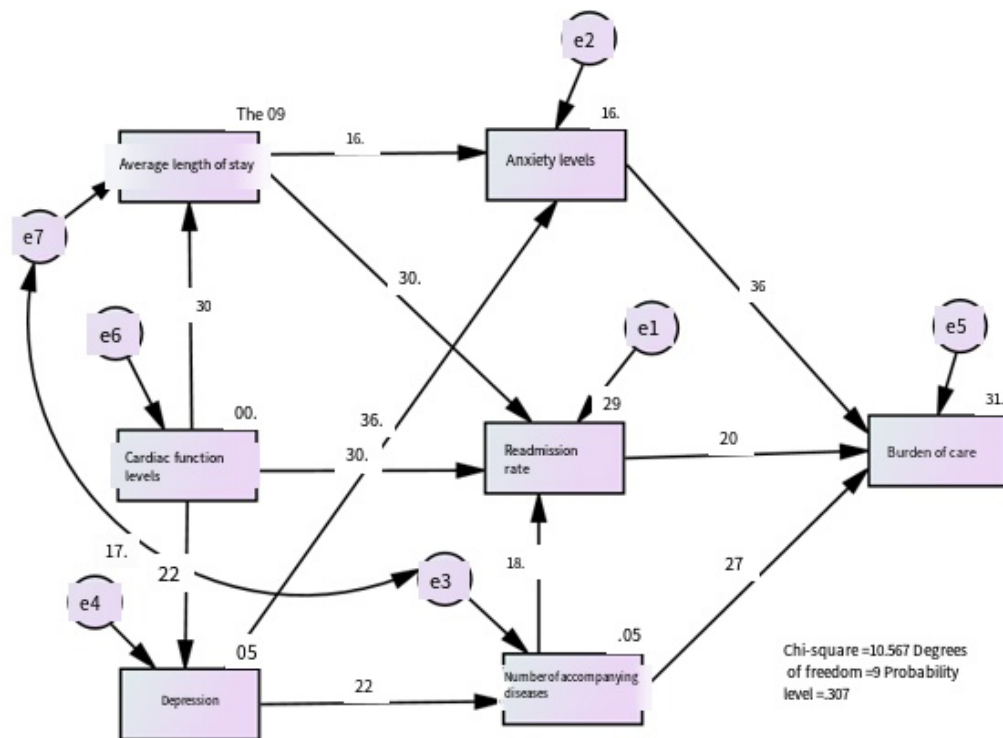 e2
The 09
16.
16.
Average length of stay
Anxiety levels
e7
30.
36
30
e6
e1
e5
00.
36.
29
31.
Cardiac function
levels
30.
Readmission
rate
20
Burden of care
17.
22
18.
27
e3
e4
05
.05
Chi-square =10.567 Degrees
of freedom =9 Probability
level =.307
Depression
22
Number of accompanying
diseases